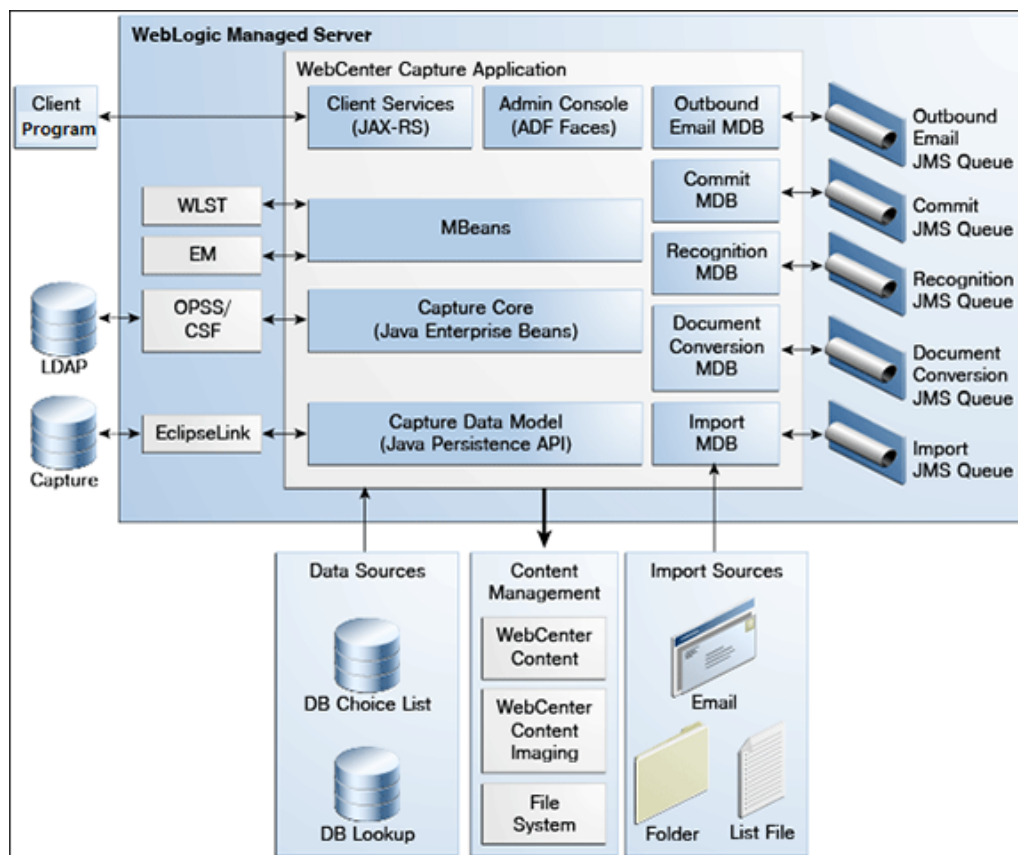 WebLogic Managed Server
WebCenter Capture Application
Client
Program
Client Services
(JAX-RS)
Admin Console
(ADF Faces)
Outbound
Email MDB
Outbound
Email
JMS Queue
Commit
MDB
Commit
JMS Queue
WLST
MBeans
EM
Recognition
MDB
Recognition
JMS Queue
LDAP
OPSS/
CSF
Capture Core
(Java Enterprise Beans)
Document
Conversion
MDB
Document
Conversion
JMS Queue
Capture
EclipseLink
Capture Data Model
(Java Persistence API)
Import
MDB
Import
JMS Queue
Data Sources
DB Choice List
DB Lookup
Content
Management
WebCenter
Content
WebCenter
Content
Imaging
File
System
Import Sources
Email
Folder
List File